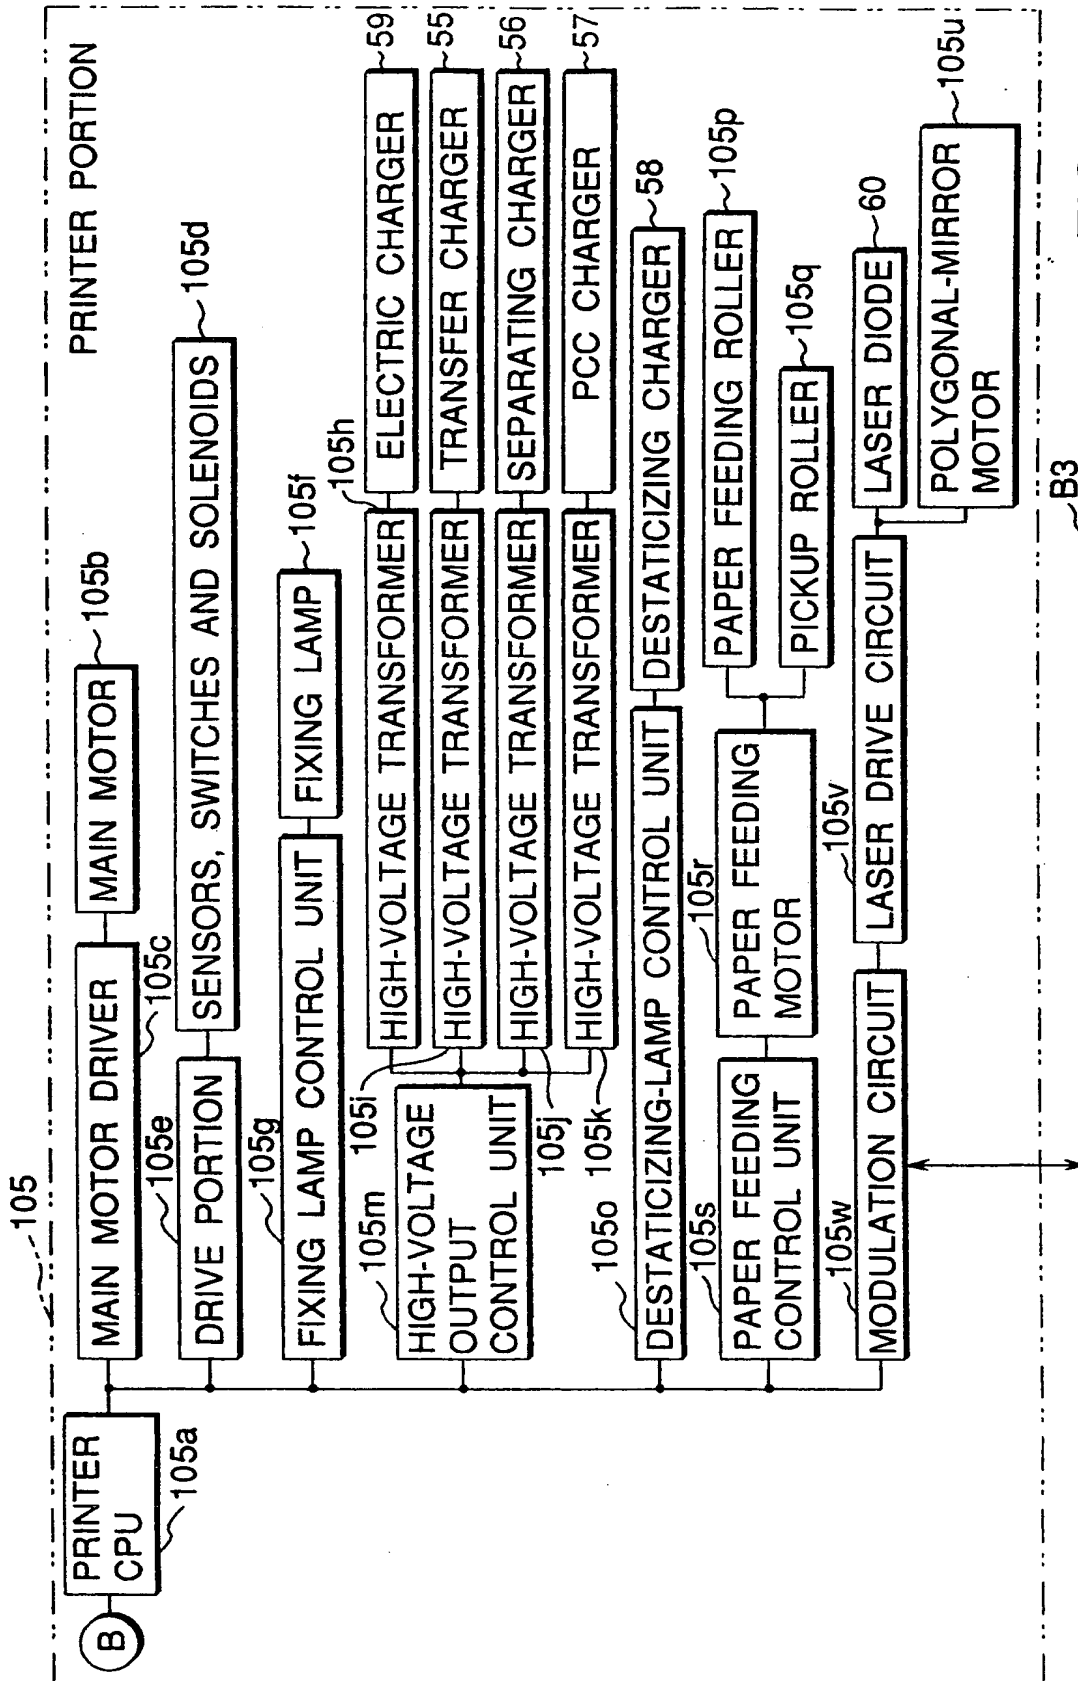 105
PRINTER PORTION
B
PRINTER
CPU
105a
MAIN MOTOR DRIVER
105c
MAIN MOTOR
105b
105e
DRIVE PORTION
SENSORS, SWITCHES AND SOLENOIDS
105d
105g
FIXING LAMP CONTROL UNIT
FIXING LAMP
105f
105m
HIGH-VOLTAGE
OUTPUT
CONTROL UNIT
HIGH-VOLTAGE TRANSFORMER
105h
ELECTRIC CHARGER
59
105i
HIGH-VOLTAGE TRANSFORMER
TRANSFER CHARGER
55
105j
HIGH-VOLTAGE TRANSFORMER
SEPARATING CHARGER
56
105k
HIGH-VOLTAGE TRANSFORMER
PCC CHARGER
57
105o
DESTATICIZING-LAMP CONTROL UNIT
DESTATICIZING CHARGER
58
105s
PAPER FEEDING
CONTROL UNIT
105r
PAPER FEEDING
MOTOR
PAPER FEEDING ROLLER
105p
PICKUP ROLLER
105q
105w
MODULATION CIRCUIT
105v
LASER DRIVE CIRCUIT
LASER DIODE
60
POLYGONAL-MIRROR
MOTOR
105u
B3